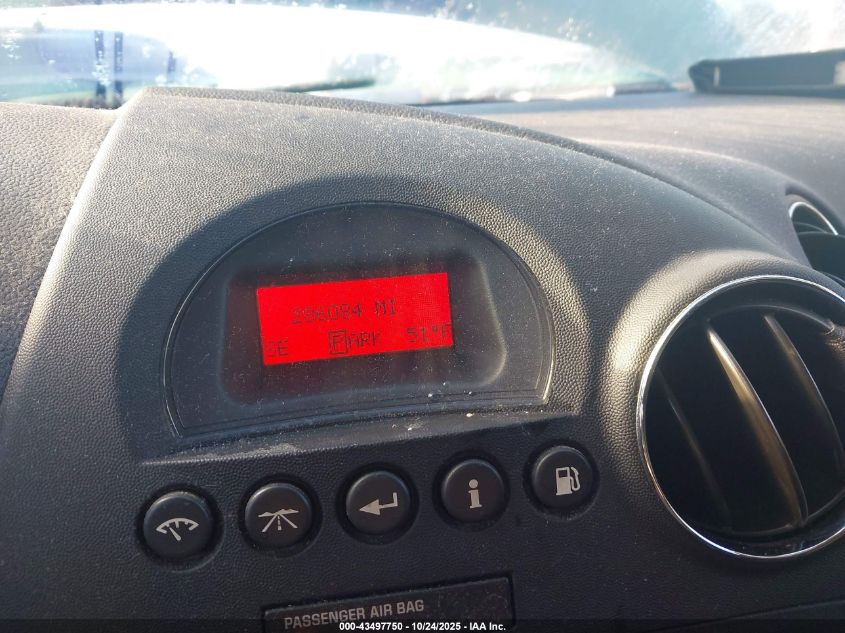 296084 MI
SE PARK 51°F
i
PASSENGER AIR BAG
000-43497750 - 10/24/2025 - IAA Inc.